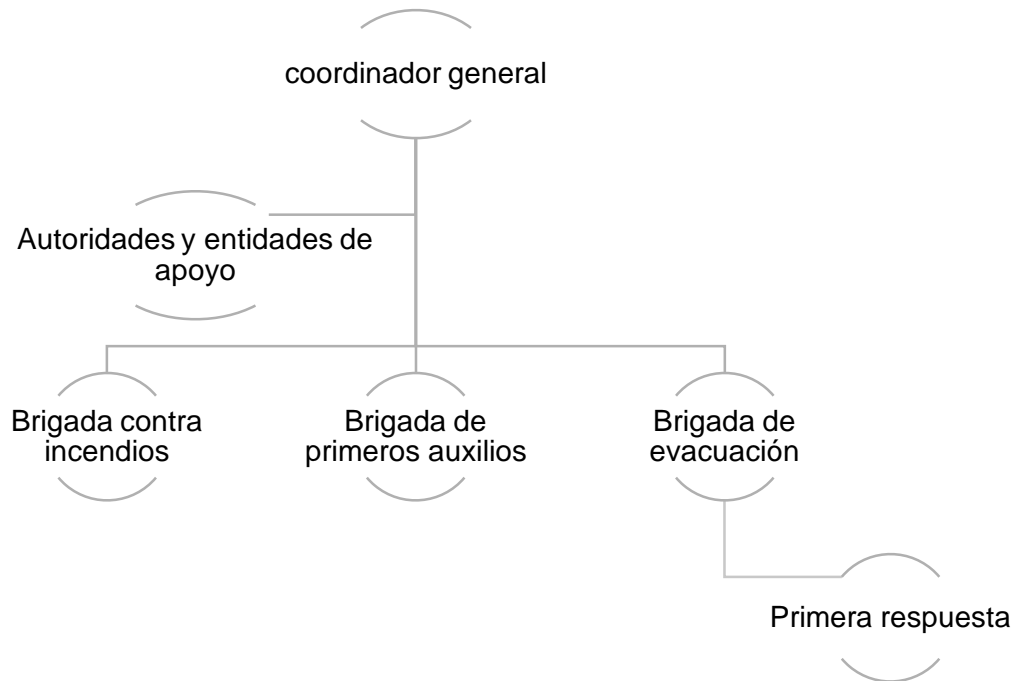 coordinador general
Autoridades y entidades de
apoyo
Brigada contra
incendios
Brigada de
primeros auxilios
Brigada de
evacuación
Primera respuesta